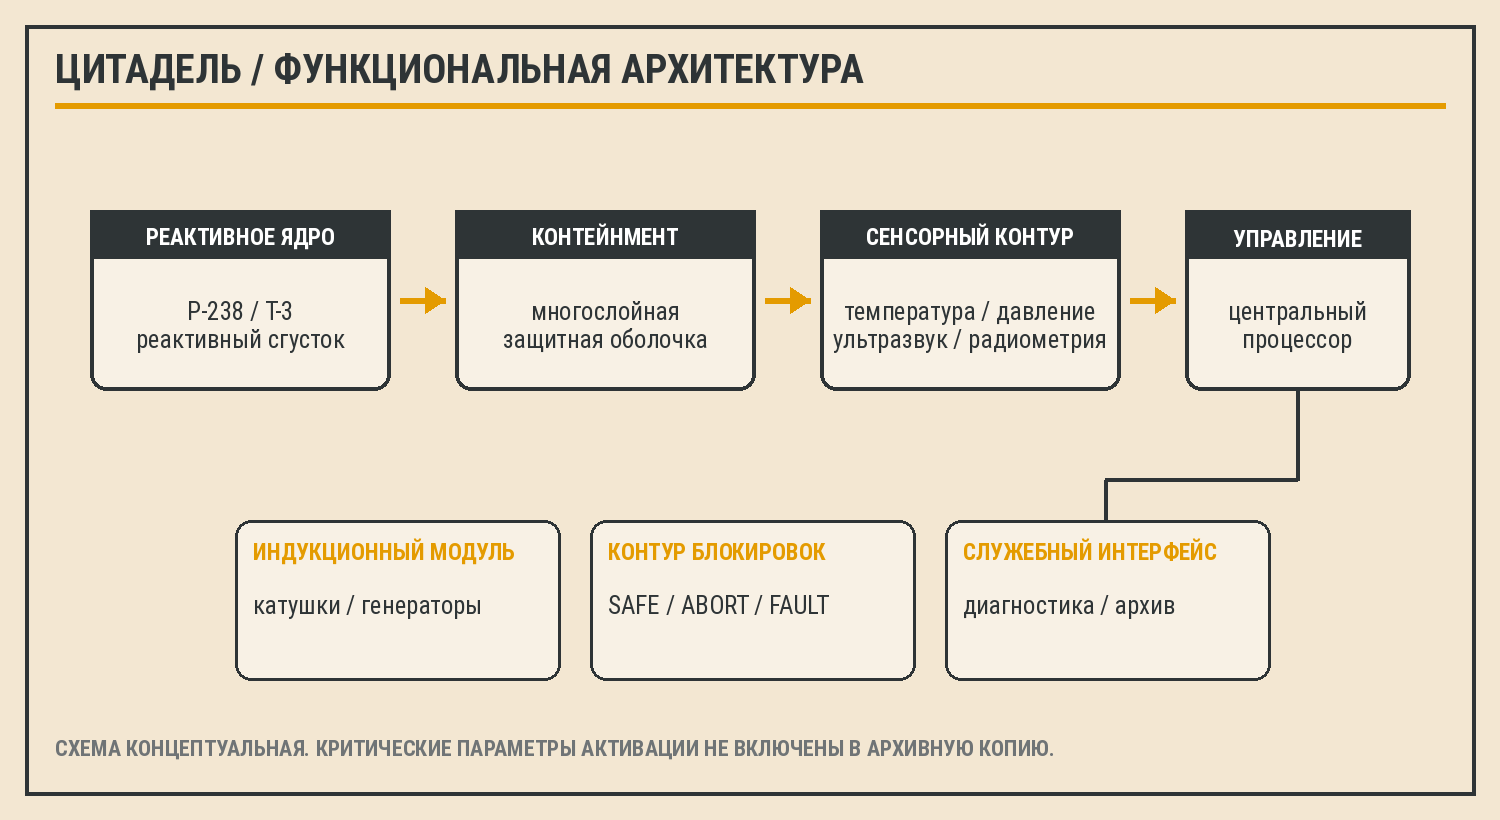 ЦИТАДЕЛЬ / ФУНКЦИОНАЛЬНАЯ АРХИТЕКТУРА
РЕАКТИВНОЕ ЯДРО
Р-238 / Т-3
реактивный сгусток
КОНТЕЙНМЕНТ
многослойная
защитная оболочка
СЕНСОРНЫЙ КОНТУР
температура / давление
ультразвук / радиометрия
УПРАВЛЕНИЕ
центральный
процессор
ИНДУКЦИОННЫЙ МОДУЛЬ
катушки / генераторы
КОНТУР БЛОКИРОВОК
SAFE / ABORT / FAULT
СЛУЖЕБНЫЙ ИНТЕРФЕЙС
диагностика / архив
СХЕМА КОНЦЕПТУАЛЬНАЯ. КРИТИЧЕСКИЕ ПАРАМЕТРЫ АКТИВАЦИИ НЕ ВКЛЮЧЕНЫ В АРХИВНУЮ КОПИЮ.